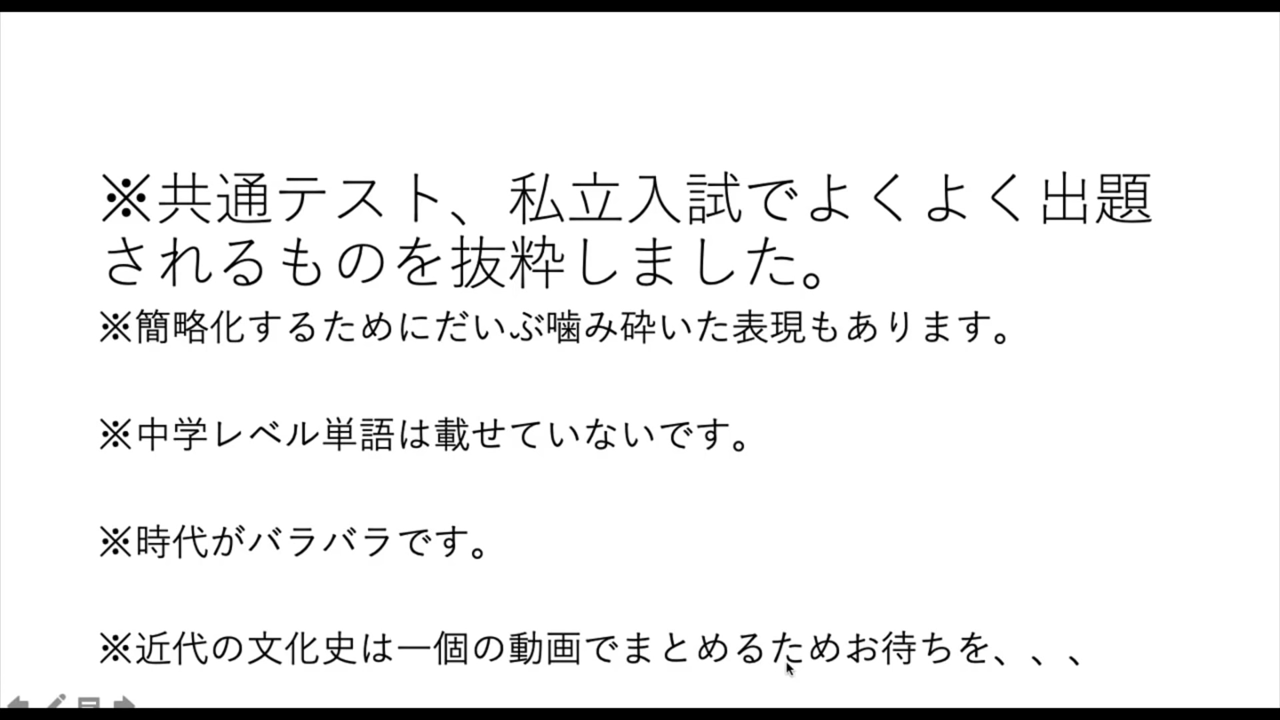 ※共通テスト、私立入試でよくよく出題
されるものを抜粋しました。
※簡略化するためにだいぶ噛み砕いた表現もあります。
※中学レベル単語は載せていないです。
※時代がバラバラです。
※近代の文化史は一個の動画でまとめるためお待ちを、、、